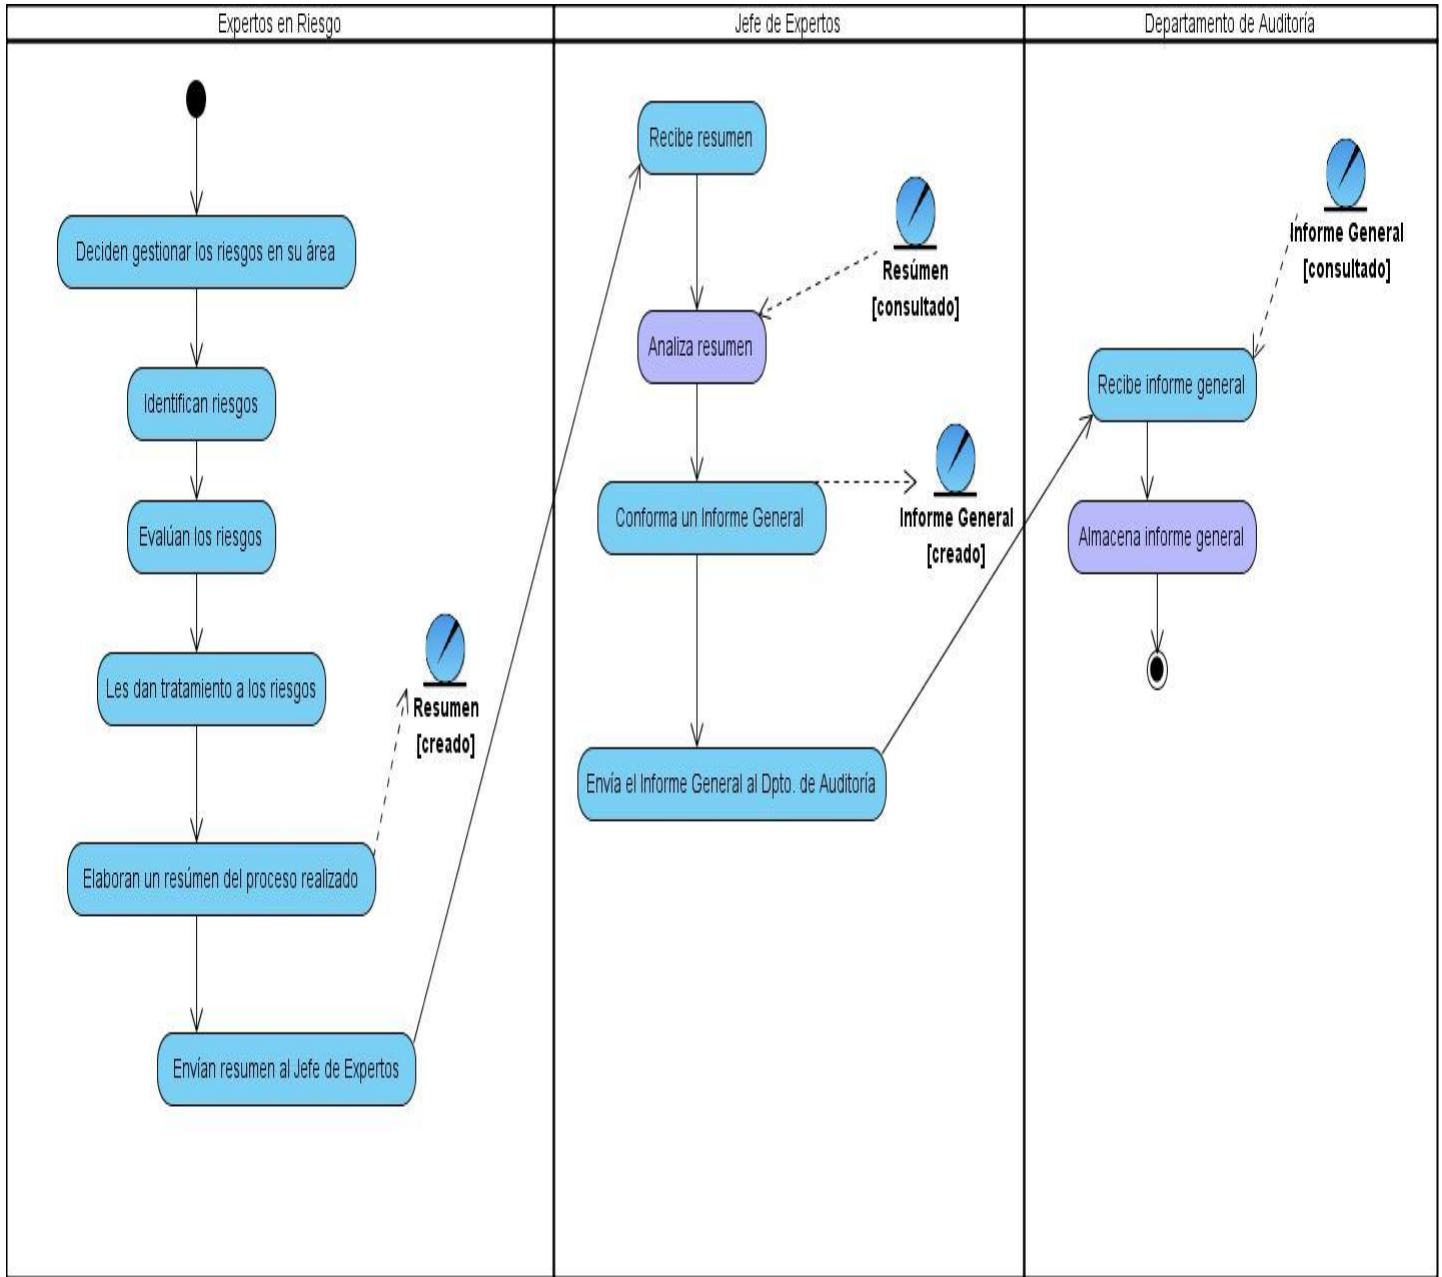 Expertos en Riesgo
Jefe de Expertos
Departamento de Auditoría
Deciden gestionar los riesgos en su área
Identifican riesgos
Evalúan los riesgos
Les dan tratamiento a los riesgos
Resumen
[creado]
Elaboran un resúmen del proceso realizado
Envían resumen al Jefe de Expertos
Recibe resumen
Resúmen
[consultado]
Analiza resumen
Conforma un Informe General
Informe General
[creado]
Envía el Informe General al Dpto. de Auditoría
Informe General
[consultado]
Recibe informe general
Almacena informe general